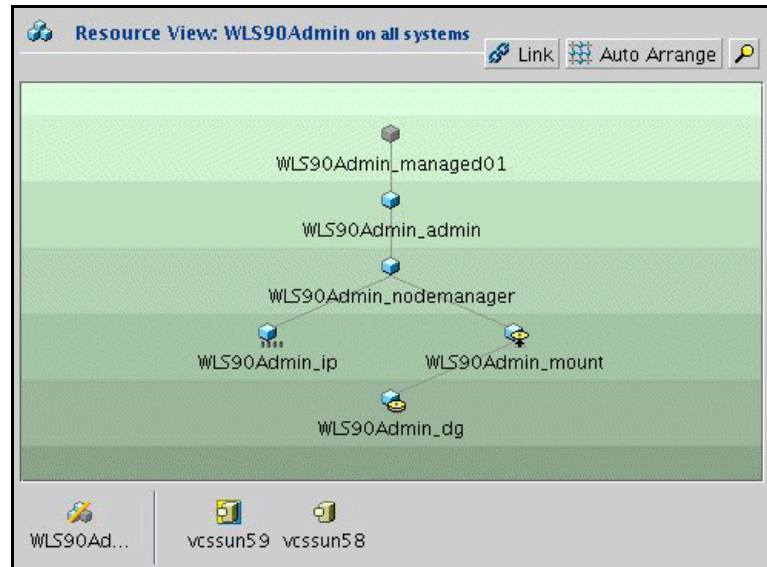 Resource View: WLS90Admin on all systems
Link Auto Arrange
WLS90Admin_managed01
WLS90Admin_admin
WLS90Admin_nodemanager
WLS90Admin_ip WLS90Admin_mount
WLS90Admin_dg
WLS90Ad... vcssun59 vcssun58